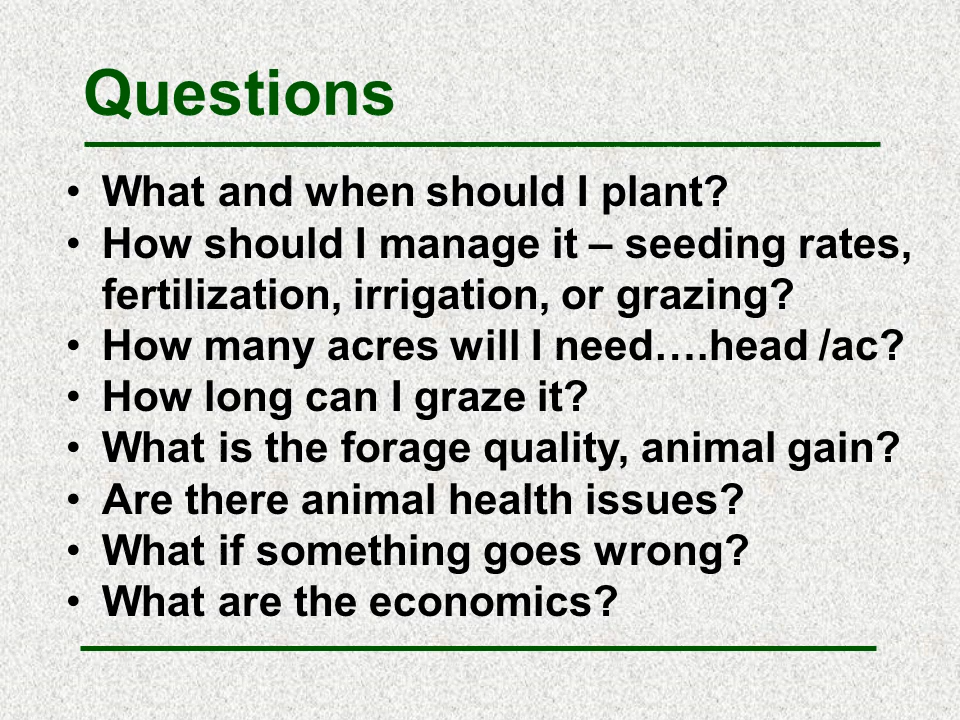 Questions
• What and when should I plant?
• How should I manage it – seeding rates,
fertilization, irrigation, or grazing?
• How many acres will I need….head /ac?
• How long can I graze it?
• What is the forage quality, animal gain?
• Are there animal health issues?
• What if something goes wrong?
• What are the economics?